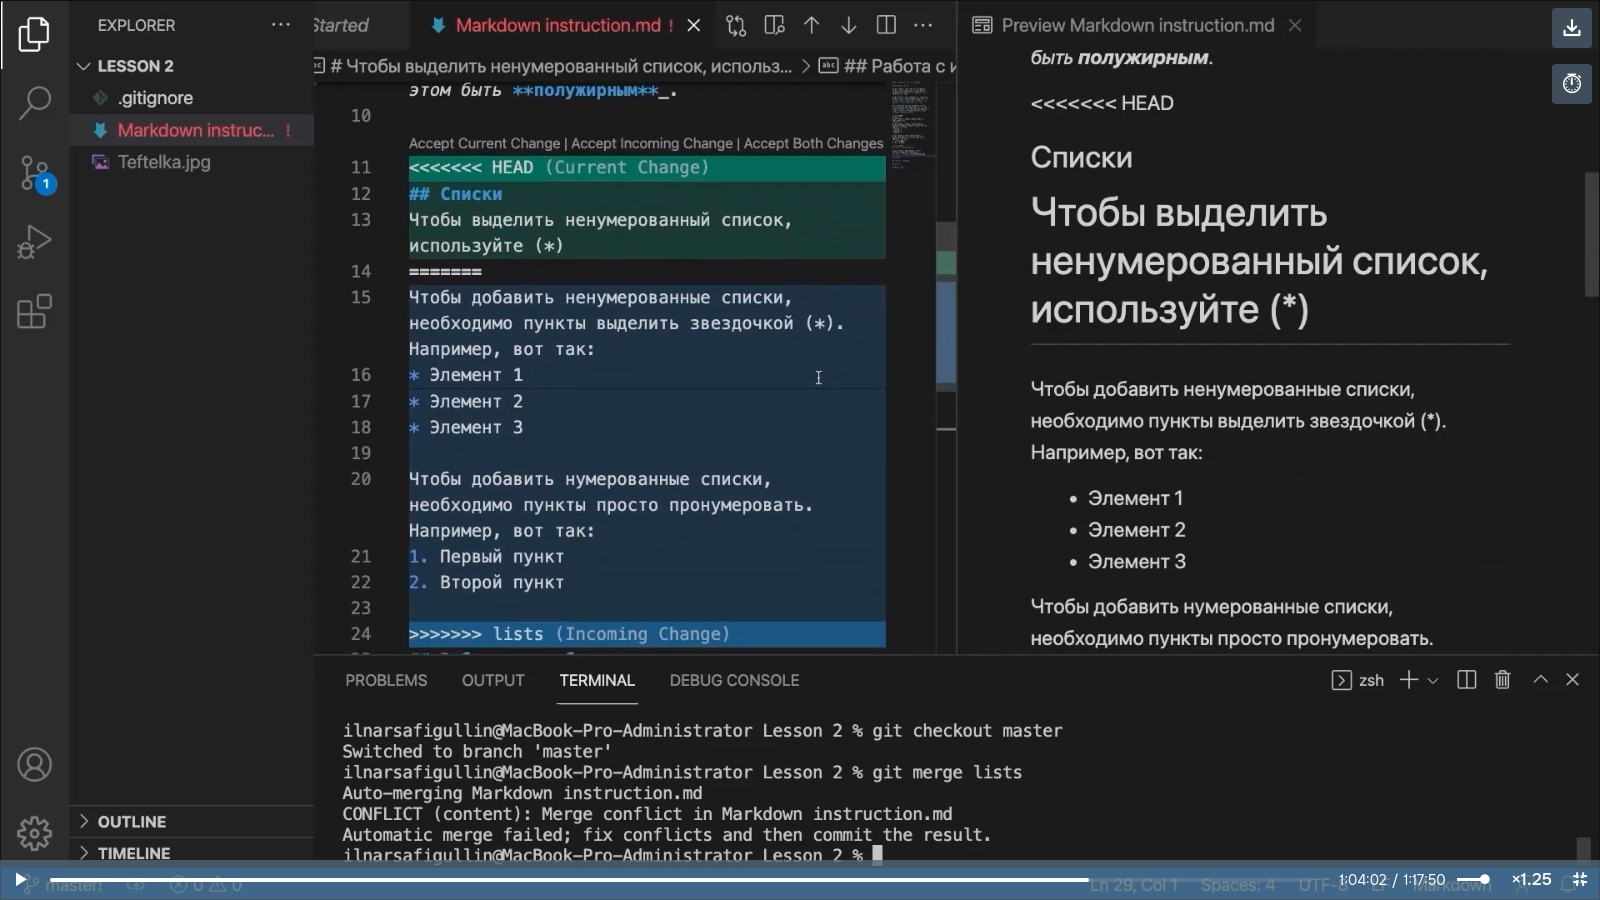 EXPLORER
LESSON 2
.gitignore
Markdown instruc... !
Teftelka.jpg
1
OUTLINE
TIMELINE
Started
Markdown instruction.md !
# Чтобы выделить ненумерованный список, использ... > ## Работа с и
этом быть **полужирным**_.
10
Accept Current Change | Accept Incoming Change | Accept Both Changes
11 <<<<<<< HEAD (Current Change)
12 ## Списки
13 Чтобы выделить ненумерованный список,
используйте (*)
14 =======
15 Чтобы добавить ненумерованные списки,
необходимо пункты выделить звездочкой (*).
Например, вот так:
16 * Элемент 1
17 * Элемент 2
18 * Элемент 3
19
20 Чтобы добавить нумерованные списки,
необходимо пункты просто пронумеровать.
Например, вот так:
21 1. Первый пункт
22 2. Второй пункт
23
24 >>>>>>> lists (Incoming Change)
Preview Markdown instruction.md
быть полужирным.
<<<<<<< HEAD
Списки
Чтобы выделить
ненумерованный список,
используйте (*)
Чтобы добавить ненумерованные списки,
необходимо пункты выделить звездочкой (*).
Например, вот так:
• Элемент 1
• Элемент 2
• Элемент 3
Чтобы добавить нумерованные списки,
необходимо пункты просто пронумеровать.
PROBLEMS OUTPUT TERMINAL DEBUG CONSOLE
zsh
ilnarsafigullin@MacBook-Pro-Administrator Lesson 2 % git checkout master
Switched to branch 'master'
ilnarsafigullin@MacBook-Pro-Administrator Lesson 2 % git merge lists
Auto-merging Markdown instruction.md
CONFLICT (content): Merge conflict in Markdown instruction.md
Automatic merge failed; fix conflicts and then commit the result.
ilnarsafigullin@MacBook-Pro-Administrator Lesson 2 %
master! 0 0
Ln 29, Col 1 Spaces: 4 UTF-8 Markdown
1:04:02 / 1:17:50 ×1.25